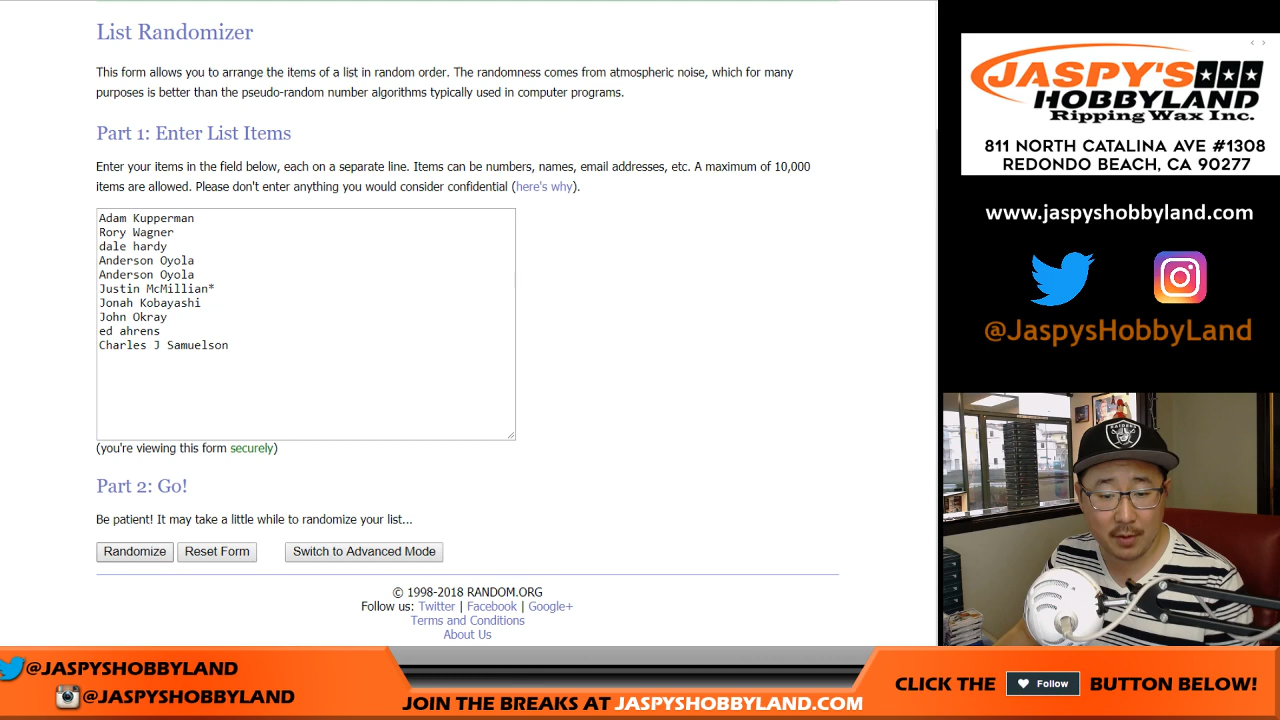 List Randomizer
This form allows you to arrange the items of a list in random order. The randomness comes from atmospheric noise, which for many
purposes is better than the pseudo-random number algorithms typically used in computer programs.
Part 1: Enter List Items
Enter your items in the field below, each on a separate line. Items can be numbers, names, email addresses, etc. A maximum of 10,000
items are allowed. Please don't enter anything you would consider confidential (here's why).
Adam Kupperman
Rory Wagner
dale hardy
Anderson Oyola
Anderson Oyola
Justin McMillian*
Jonah Kobayashi
John Okray
ed ahrens
Charles J Samuelson
(you're viewing this form securely)
Part 2: Go!
Be patient! It may take a little while to randomize your list...
Randomize Reset Form Switch to Advanced Mode
© 1998-2018 RANDOM.ORG
Follow us: Twitter | Facebook | Google+
Terms and Conditions
About Us
JASPY'S
HOBBYLAND
Ripping Wax Inc.
811 NORTH CATALINA AVE #1308
REDONDO BEACH, CA 90277
www.jaspyshobbyland.com
@JaspysHobbyLand
RAIDERS
@JASPYSHOBBYLAND
@JASPYSHOBBYLAND
JOIN THE BREAKS AT JASPYSHOBBYLAND.COM
CLICK THE Follow BUTTON BELOW!